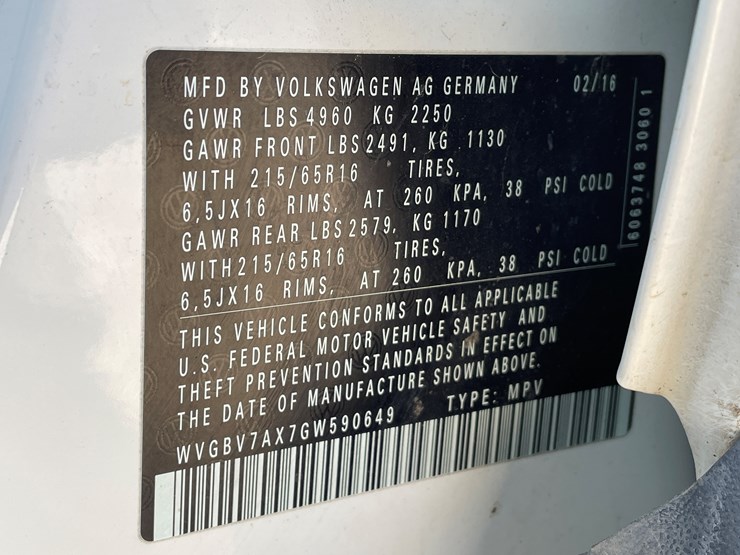 MFD BY VOLKSWAGEN AG GERMANY 02/16
GVWR LBS 4960 KG 2250
GAWR FRONT LBS 2491, KG 1130
WITH 215/65R16 TIRES,
6,5JX16 RIMS, AT 260 KPA, 38 PSI COLD
GAWR REAR LBS 2579, KG 1170
WITH 215/65R16 TIRES,
6,5JX16 RIMS, AT 260 KPA, 38 PSI COLD
THIS VEHICLE CONFORMS TO ALL APPLICABLE
U.S. FEDERAL MOTOR VEHICLE SAFETY AND
THEFT PREVENTION STANDARDS IN EFFECT ON
THE DATE OF MANUFACTURE SHOWN ABOVE.
WVGBV7AX7GW590649 TYPE: MPV
6063748 3060 1